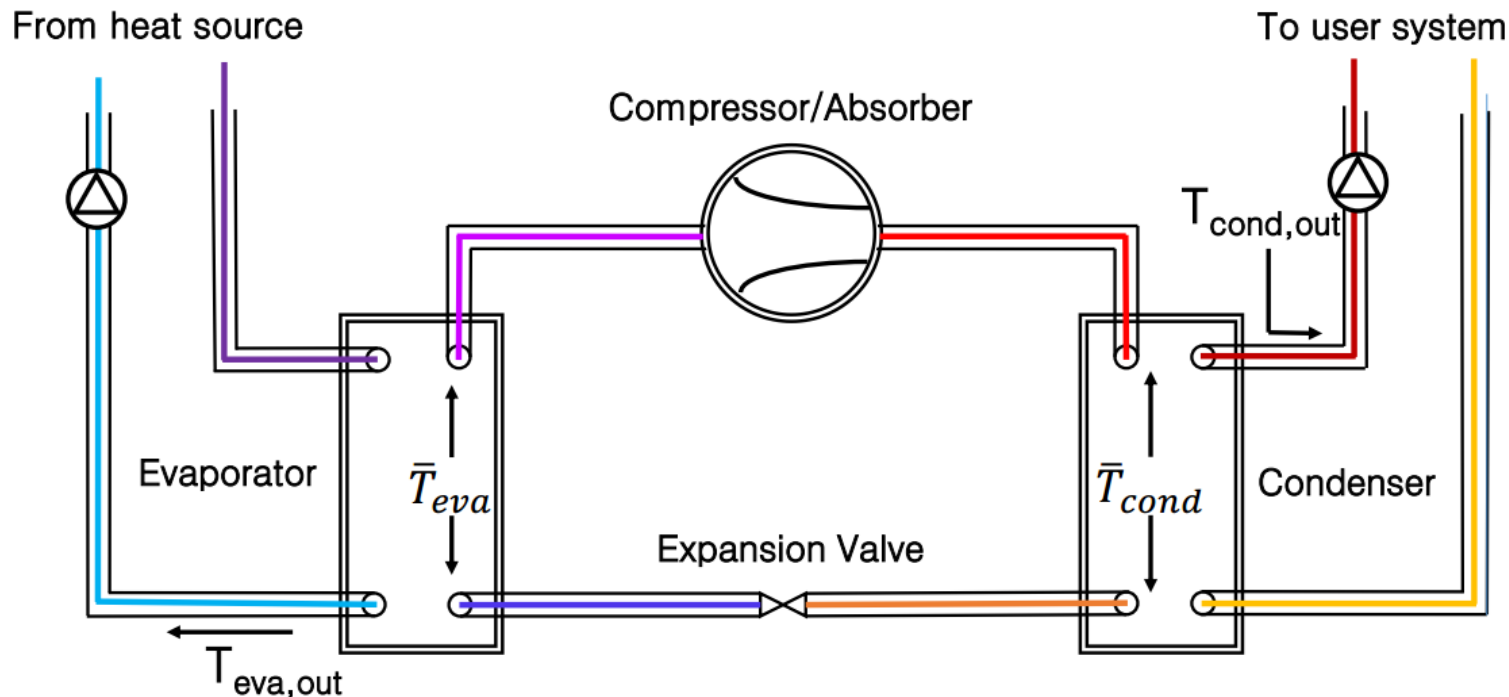 From heat source
To user system
Compressor/Absorber
T_cond,out
Evaporator
T̄_eva
T̄_cond
Condenser
Expansion Valve
T_eva,out